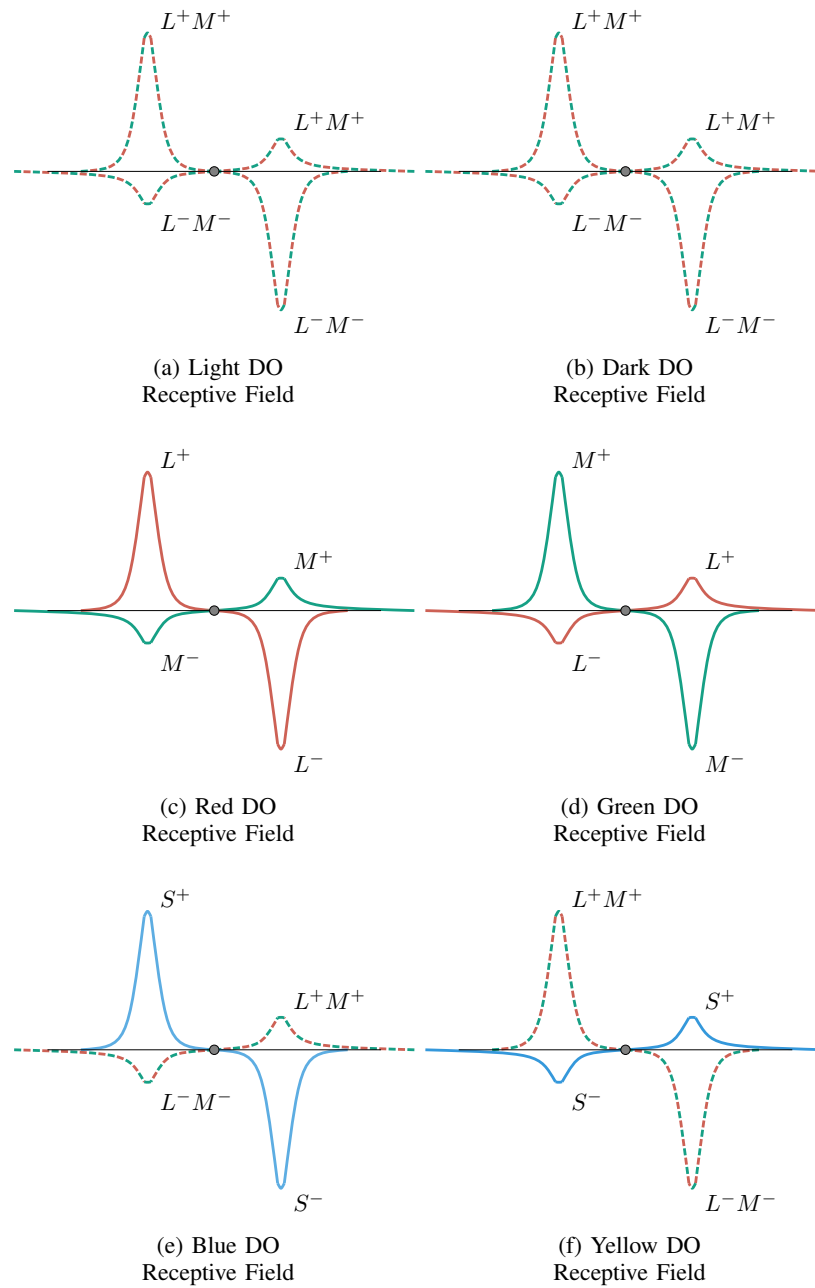 L⁺M⁺ L⁺M⁺
L⁺M⁺ L⁺M⁺
L⁻M⁻ L⁻M⁻
L⁻M⁻ L⁻M⁻
(a) Light DO (b) Dark DO
Receptive Field Receptive Field
L⁺ M⁺
M⁺ L⁺
M⁻ L⁻
L⁻ M⁻
(c) Red DO (d) Green DO
Receptive Field Receptive Field
S⁺ L⁺M⁺
L⁺M⁺ S⁺
L⁻M⁻ S⁻
S⁻ L⁻M⁻
(e) Blue DO (f) Yellow DO
Receptive Field Receptive Field